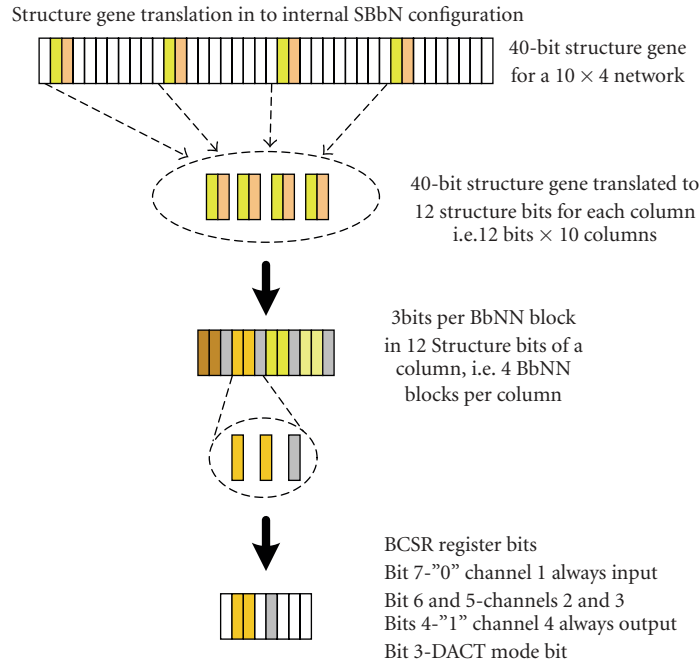 Structure gene translation in to internal SBbN configuration
40-bit structure gene
for a 10 × 4 network
40-bit structure gene translated to
12 structure bits for each column
i.e.12 bits × 10 columns
3bits per BbNN block
in 12 Structure bits of a
column, i.e. 4 BbNN
blocks per column
BCSR register bits
Bit 7-”0” channel 1 always input
Bit 6 and 5-channels 2 and 3
Bits 4-”1” channel 4 always output
Bit 3-DACT mode bit